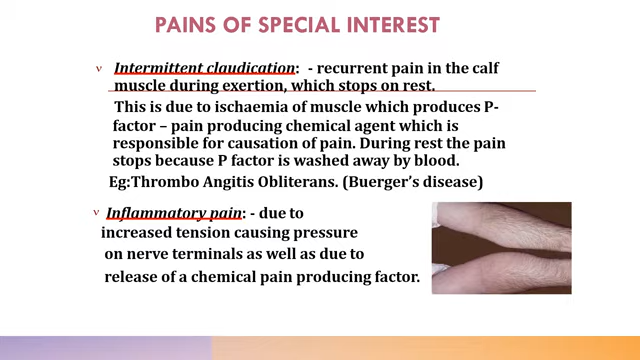 PAINS OF SPECIAL INTEREST
v Intermittent claudication: - recurrent pain in the calf
muscle during exertion, which stops on rest.
This is due to ischaemia of muscle which produces P-
factor – pain producing chemical agent which is
responsible for causation of pain. During rest the pain
stops because P factor is washed away by blood.
Eg:Thrombo Angitis Obliterans. (Buerger's disease)
v Inflammatory pain: - due to
increased tension causing pressure
on nerve terminals as well as due to
release of a chemical pain producing factor.